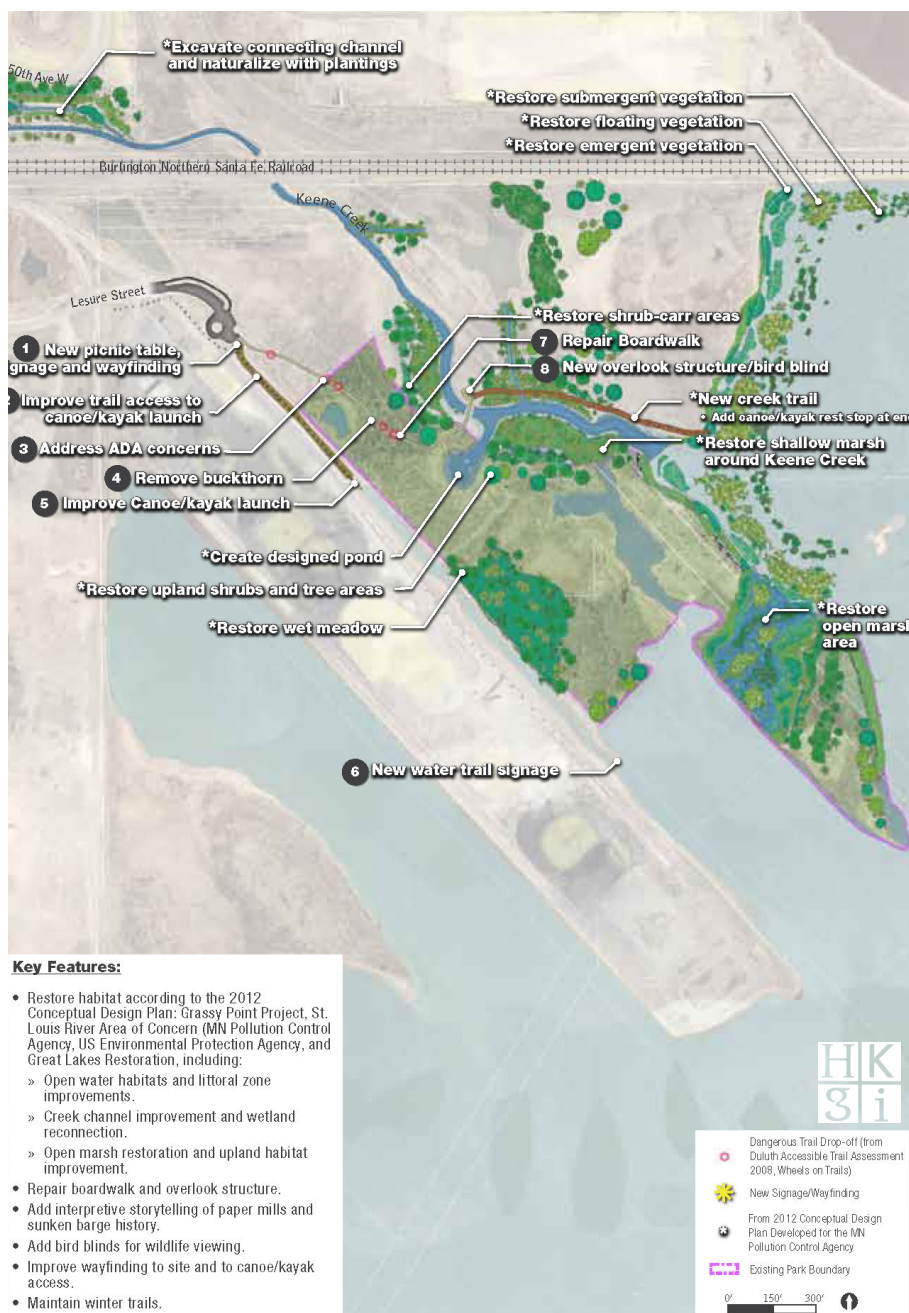 *Excavate connecting channel
and naturalize with plantings
50th Ave W
*Restore submergent vegetation
*Restore floating vegetation
*Restore emergent vegetation
Burlington Northern Santa Fe Railroad
Keene Creek
Lesure Street
*Restore shrub-carr areas
1 New picnic table,
gnage and wayfinding
7 Repair Boardwalk
8 New overlook structure/bird blind
2 Improve trail access to
canoe/kayak launch
*New creek trail
• Add canoe/kayak rest stop at end
3 Address ADA concerns
*Restore shallow marsh
around Keene Creek
4 Remove buckthorn
5 Improve Canoe/kayak launch
*Create designed pond
*Restore upland shrubs and tree areas
*Restore
open marsh
area
*Restore wet meadow
6 New water trail signage
Key Features:
• Restore habitat according to the 2012
Conceptual Design Plan: Grassy Point Project, St.
Louis River Area of Concern (MN Pollution Control
Agency, US Environmental Protection Agency, and
Great Lakes Restoration, including:
» Open water habitats and littoral zone
improvements.
» Creek channel improvement and wetland
reconnection.
» Open marsh restoration and upland habitat
improvement.
• Repair boardwalk and overlook structure.
• Add interpretive storytelling of paper mills and
sunken barge history.
• Add bird blinds for wildlife viewing.
• Improve wayfinding to site and to canoe/kayak
access.
• Maintain winter trails.
HK
gi
Dangerous Trail Drop-off (from
Duluth Accessible Trail Assessment
2008, Wheels on Trails)
New Signage/Wayfinding
* From 2012 Conceptual Design
Plan Developed for the MN
Pollution Control Agency
Existing Park Boundary
0' 150' 300'